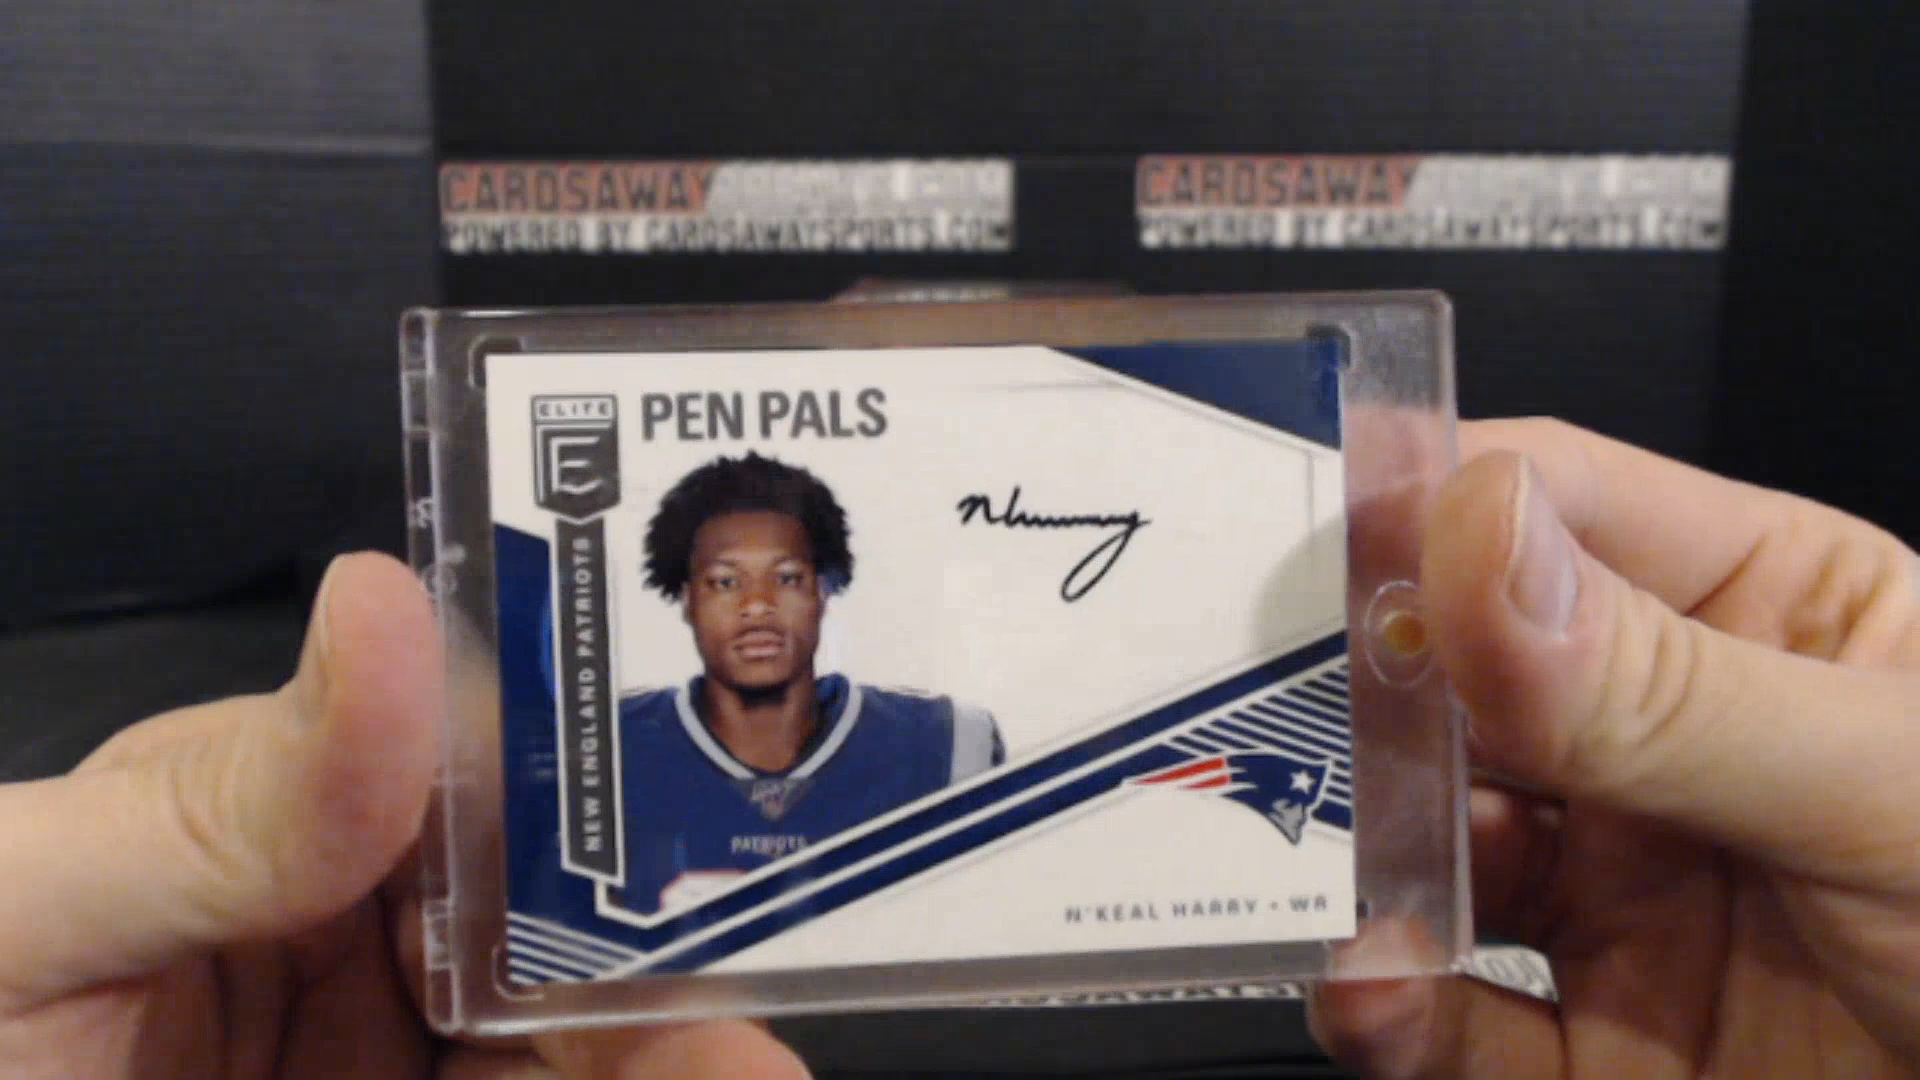 CARDSAWAY
POWERED BY CARDSAWAYSPORTS.COM
CARDSAWAY
POWERED BY CARDSAWAYSPORTS.COM
ELITE
E
PEN PALS
NEW ENGLAND PATRIOTS
PATRIOTS
N'KEAL HARRY • WR